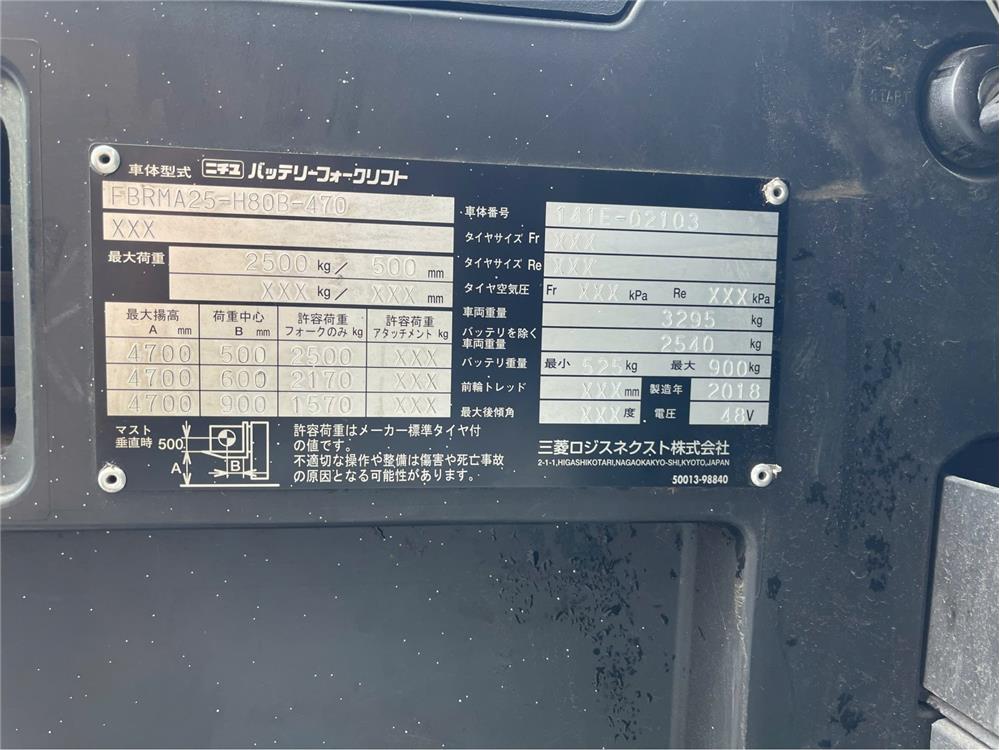 車体型式 ニチユ バッテリーフォークリフト
FBRMA25-H80B-470
XXX
最大荷重 2500 kg/ 500 mm
XXX kg/ XXX mm
最大揚高 A mm 荷重中心 B mm 許容荷重 フォークのみ kg 許容荷重 アタッチメント kg
4700 500 2500 XXX
4700 600 2170 XXX
4700 900 1570 XXX
マスト
垂直時 500
A
B
許容荷重はメーカー標準タイヤ付
の値です。
不適切な操作や整備は傷害や死亡事故
の原因となる可能性があります。
車体番号 141E-02103
タイヤサイズ Fr XXX
タイヤサイズ Re XXX
タイヤ空気圧 Fr XXX kPa Re XXX kPa
車両重量 3295 kg
バッテリを除く
車両重量 2540 kg
バッテリ重量 最小 525 kg 最大 900 kg
前輪トレッド XXX mm 製造年 2018
最大後傾角 XXX 度 電圧 48 V
三菱ロジスネクスト株式会社
2-1-1,HIGASHIKOTARI,NAGAOKAKYO-SHI,KYOTO,JAPAN
50013-98840
START